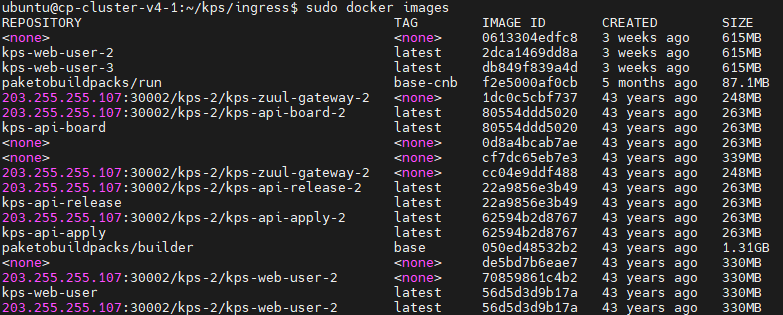 ubuntu@cp-cluster-v4-1:~/kps/ingress$ sudo docker images
REPOSITORY TAG IMAGE ID CREATED SIZE
<none> <none> 0613304edfc8 3 weeks ago 615MB
kps-web-user-2 latest 2dca1469dd8a 3 weeks ago 615MB
kps-web-user-3 latest db849f839a4d 3 weeks ago 615MB
paketobuildpacks/run base-cnb f2e5000af0cb 5 months ago 87.1MB
203.255.255.107:30002/kps-2/kps-zuul-gateway-2 <none> 1dc0c5cbf737 43 years ago 248MB
203.255.255.107:30002/kps-2/kps-api-board-2 latest 80554ddd5020 43 years ago 263MB
kps-api-board latest 80554ddd5020 43 years ago 263MB
<none> <none> 0d8a4bcab7ae 43 years ago 263MB
<none> <none> cf7dc65eb7e3 43 years ago 339MB
203.255.255.107:30002/kps-2/kps-zuul-gateway-2 <none> cc04e9ddf488 43 years ago 248MB
203.255.255.107:30002/kps-2/kps-api-release-2 latest 22a9856e3b49 43 years ago 263MB
kps-api-release latest 22a9856e3b49 43 years ago 263MB
203.255.255.107:30002/kps-2/kps-api-apply-2 latest 62594b2d8767 43 years ago 263MB
kps-api-apply latest 62594b2d8767 43 years ago 263MB
paketobuildpacks/builder base 050ed48532b2 43 years ago 1.31GB
<none> <none> de5bd7b6eae7 43 years ago 330MB
203.255.255.107:30002/kps-2/kps-web-user-2 <none> 70859861c4b2 43 years ago 330MB
kps-web-user latest 56d5d3d9b17a 43 years ago 330MB
203.255.255.107:30002/kps-2/kps-web-user-2 latest 56d5d3d9b17a 43 years ago 330MB